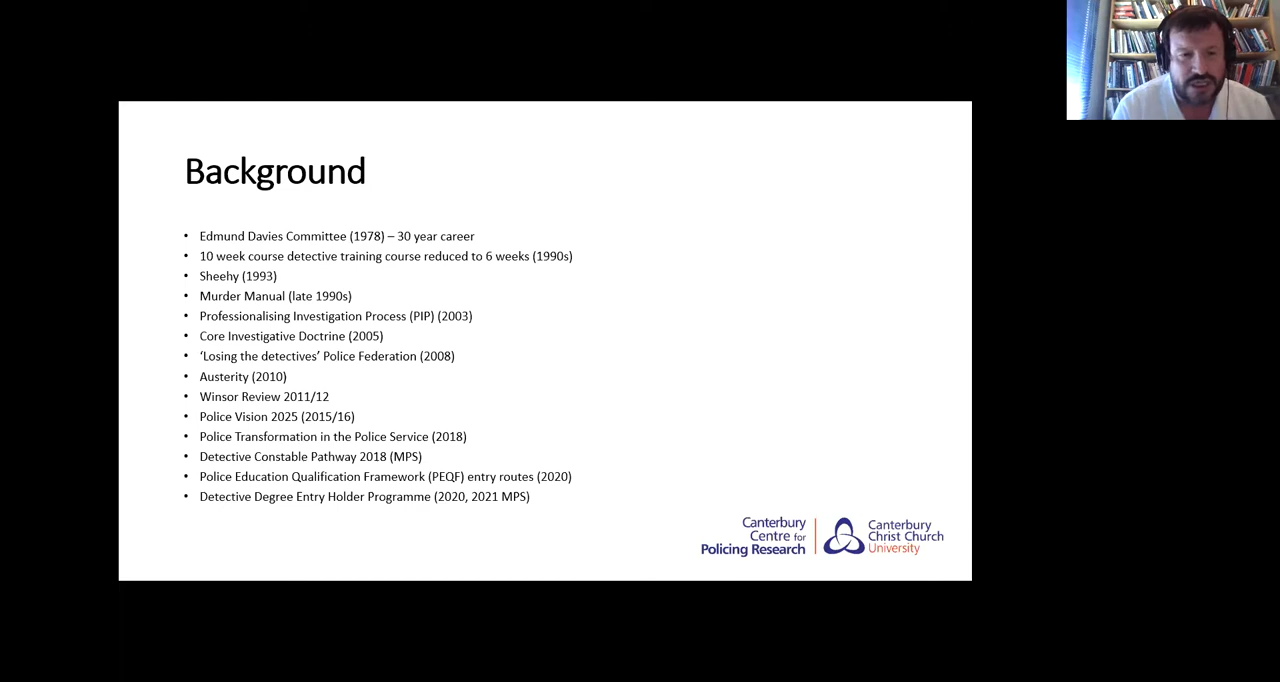 Background
• Edmund Davies Committee (1978) – 30 year career
• 10 week course detective training course reduced to 6 weeks (1990s)
• Sheehy (1993)
• Murder Manual (late 1990s)
• Professionalising Investigation Process (PIP) (2003)
• Core Investigative Doctrine (2005)
• ‘Losing the detectives’ Police Federation (2008)
• Austerity (2010)
• Winsor Review 2011/12
• Police Vision 2025 (2015/16)
• Police Transformation in the Police Service (2018)
• Detective Constable Pathway 2018 (MPS)
• Police Education Qualification Framework (PEQF) entry routes (2020)
• Detective Degree Entry Holder Programme (2020, 2021 MPS)
Canterbury
Centre for
Policing Research
Canterbury
Christ Church
University